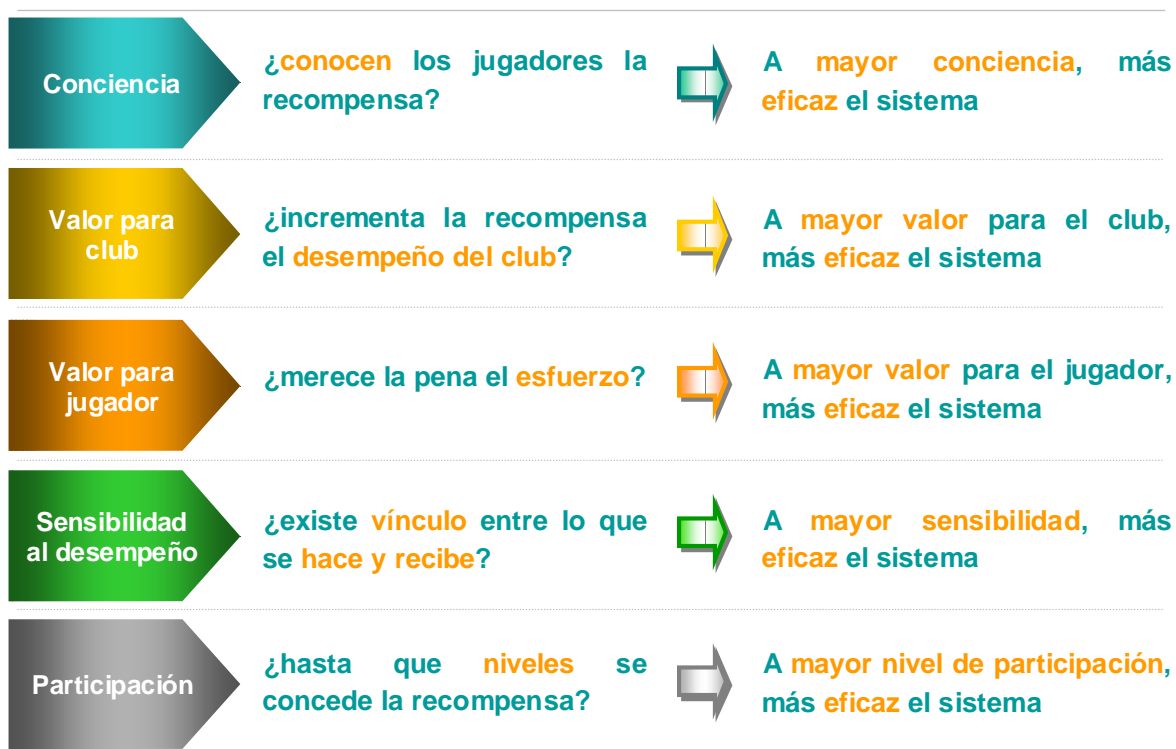 Conciencia
¿conocen los jugadores la
recompensa?
A mayor conciencia, más
eficaz el sistema
Valor para
club
¿incrementa la recompensa
el desempeño del club?
A mayor valor para el club,
más eficaz el sistema
Valor para
jugador
¿merece la pena el esfuerzo?
A mayor valor para el jugador,
más eficaz el sistema
Sensibilidad
al desempeño
¿existe vínculo entre lo que
se hace y recibe?
A mayor sensibilidad, más
eficaz el sistema
Participación
¿hasta que niveles se
concede la recompensa?
A mayor nivel de participación,
más eficaz el sistema